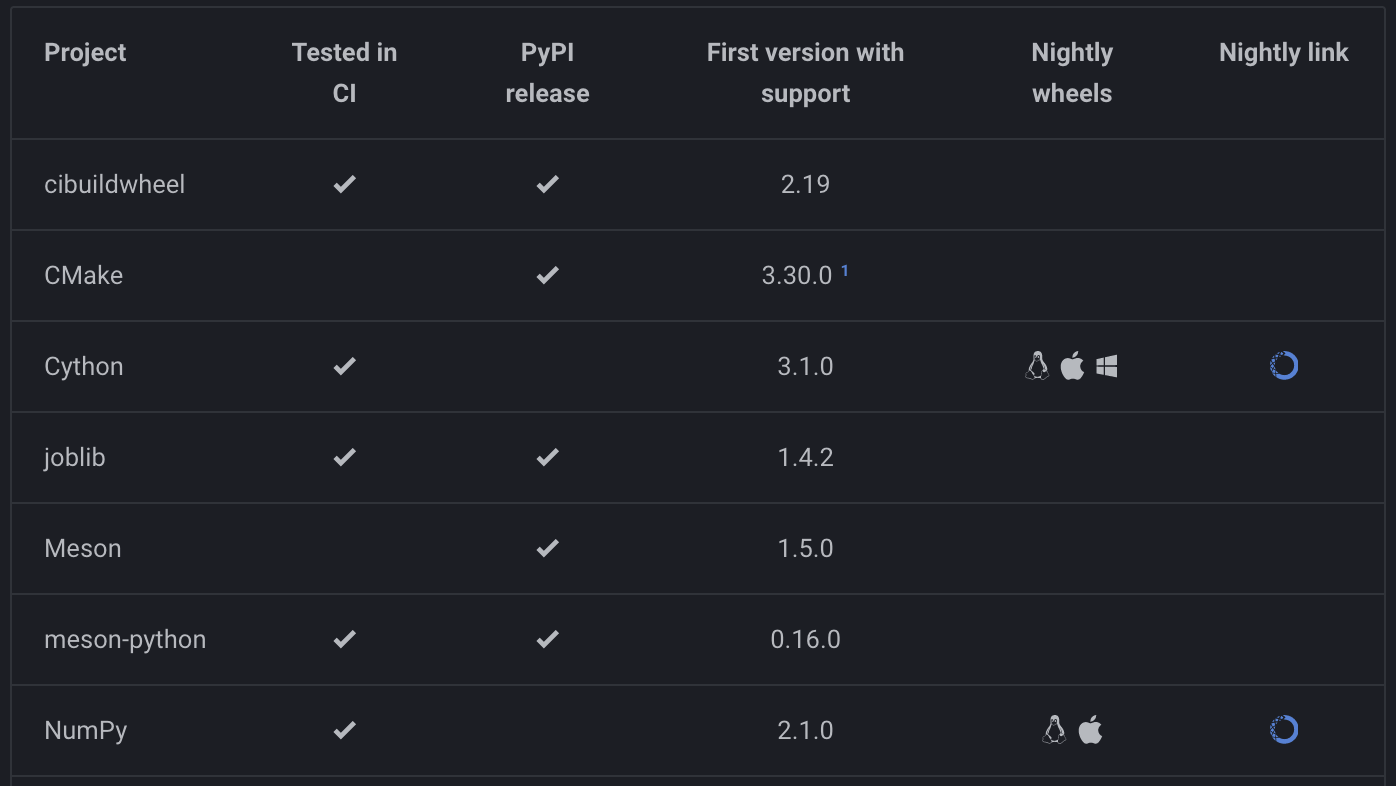 Project Tested in CI PyPI release First version with support Nightly wheels Nightly link
cibuildwheel ✓ ✓ 2.19
CMake ✓ 3.30.0 1
Cython ✓ 3.1.0
joblib ✓ ✓ 1.4.2
Meson ✓ 1.5.0
meson-python ✓ ✓ 0.16.0
NumPy ✓ 2.1.0